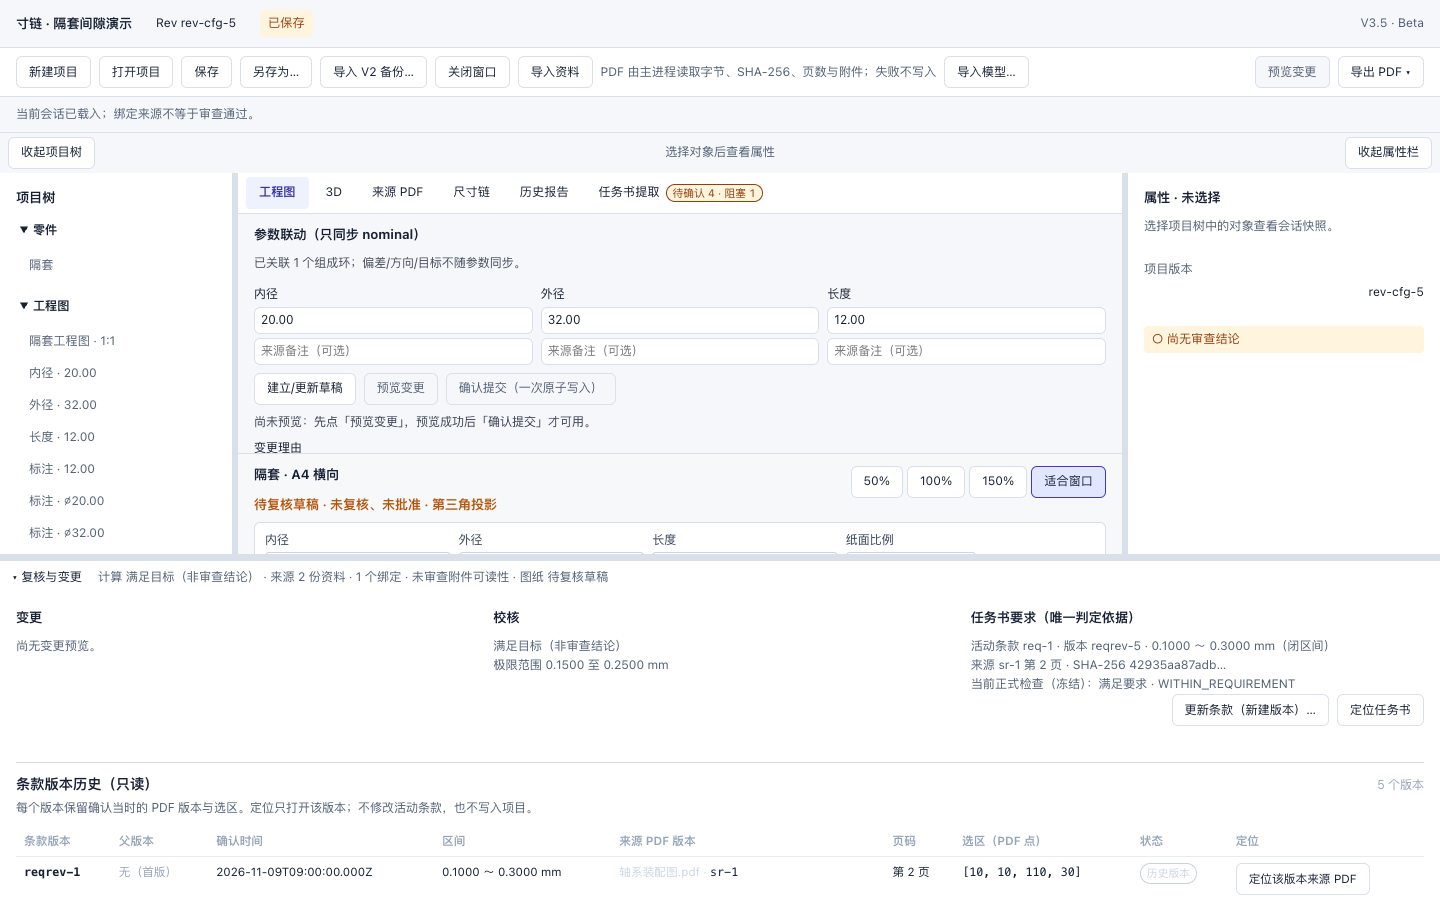 寸链 · 隔套间隙演示 Rev rev-cfg-5 已保存 V3.5 · Beta
新建项目 打开项目 保存 另存为... 导入 V2 备份... 关闭窗口 导入资料 PDF 由主进程读取字节、SHA-256、页数与附件；失败不写入 导入模型... 预览变更 导出 PDF ▾
当前会话已载入；绑定来源不等于审查通过。
收起项目树 选择对象后查看属性 收起属性栏
项目树
▼ 零件
隔套
▼ 工程图
隔套工程图 · 1:1
内径 · 20.00
外径 · 32.00
长度 · 12.00
标注 · 12.00
标注 · ⌀20.00
标注 · ⌀32.00
工程图 3D 来源 PDF 尺寸链 历史报告 任务书提取 待确认 4 · 阻塞 1
参数联动（只同步 nominal）
已关联 1 个组成环；偏差/方向/目标不随参数同步。
内径 外径 长度
20.00 32.00 12.00
来源备注（可选） 来源备注（可选） 来源备注（可选）
建立/更新草稿 预览变更 确认提交（一次原子写入）
尚未预览：先点「预览变更」，预览成功后「确认提交」才可用。
变更理由
隔套 · A4 横向 50% 100% 150% 适合窗口
待复核草稿 · 未复核、未批准 · 第三角投影
内径 外径 长度 纸面比例
属性 · 未选择
选择项目树中的对象查看会话快照。
项目版本
rev-cfg-5
○ 尚无审查结论
▾ 复核与变更 计算 满足目标（非审查结论） · 来源 2 份资料 · 1 个绑定 · 未审查附件可读性 · 图纸 待复核草稿
变更
尚无变更预览。
校核
满足目标（非审查结论）
极限范围 0.1500 至 0.2500 mm
任务书要求（唯一判定依据）
活动条款 req-1 · 版本 reqrev-5 · 0.1000 ～ 0.3000 mm（闭区间）
来源 sr-1 第 2 页 · SHA-256 42935aa87adb...
当前正式检查（冻结）：满足要求 · WITHIN_REQUIREMENT
更新条款（新建版本）... 定位任务书
条款版本历史（只读） 5 个版本
每个版本保留确认当时的 PDF 版本与选区。定位只打开该版本；不修改活动条款，也不写入项目。
条款版本 父版本 确认时间 区间 来源 PDF 版本 页码 选区（PDF 点） 状态 定位
reqrev-1 无（首版） 2026-11-09T09:00:00.000Z 0.1000 ～ 0.3000 mm 轴系装配图.pdf · sr-1 第 2 页 [10, 10, 110, 30] 历史版本 定位该版本来源 PDF